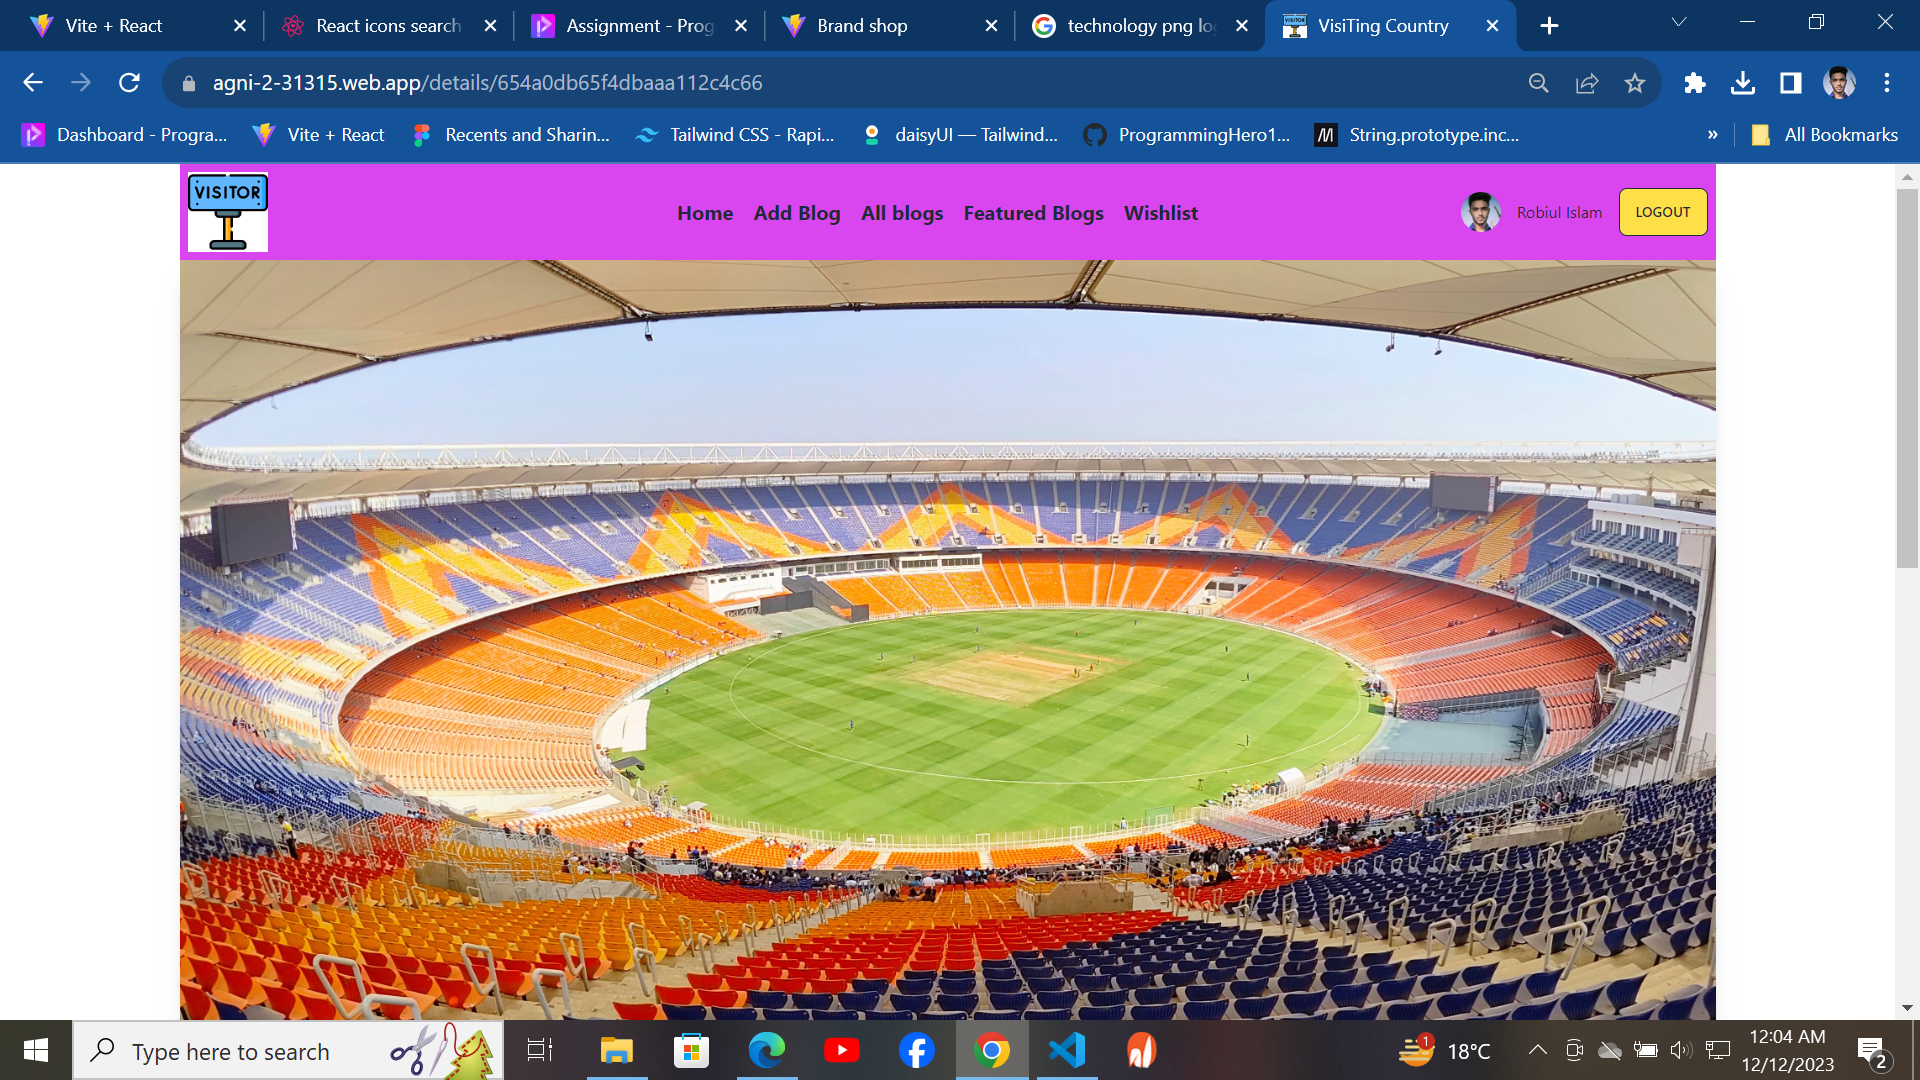 Vite + React
React icons search
Assignment - Prog
Brand shop
technology png lo
VisiTing Country
agni-2-31315.web.app/details/654a0db65f4dbaaa112c4c66
Dashboard - Progra...
Vite + React
Recents and Sharin...
Tailwind CSS - Rapi...
daisyUI — Tailwind...
ProgrammingHero1...
String.prototype.inc...
»
All Bookmarks
VISITOR
Home
Add Blog
All blogs
Featured Blogs
Wishlist
Robiul Islam
LOGOUT
Type here to search
1
18°C
12:04 AM
12/12/2023
2